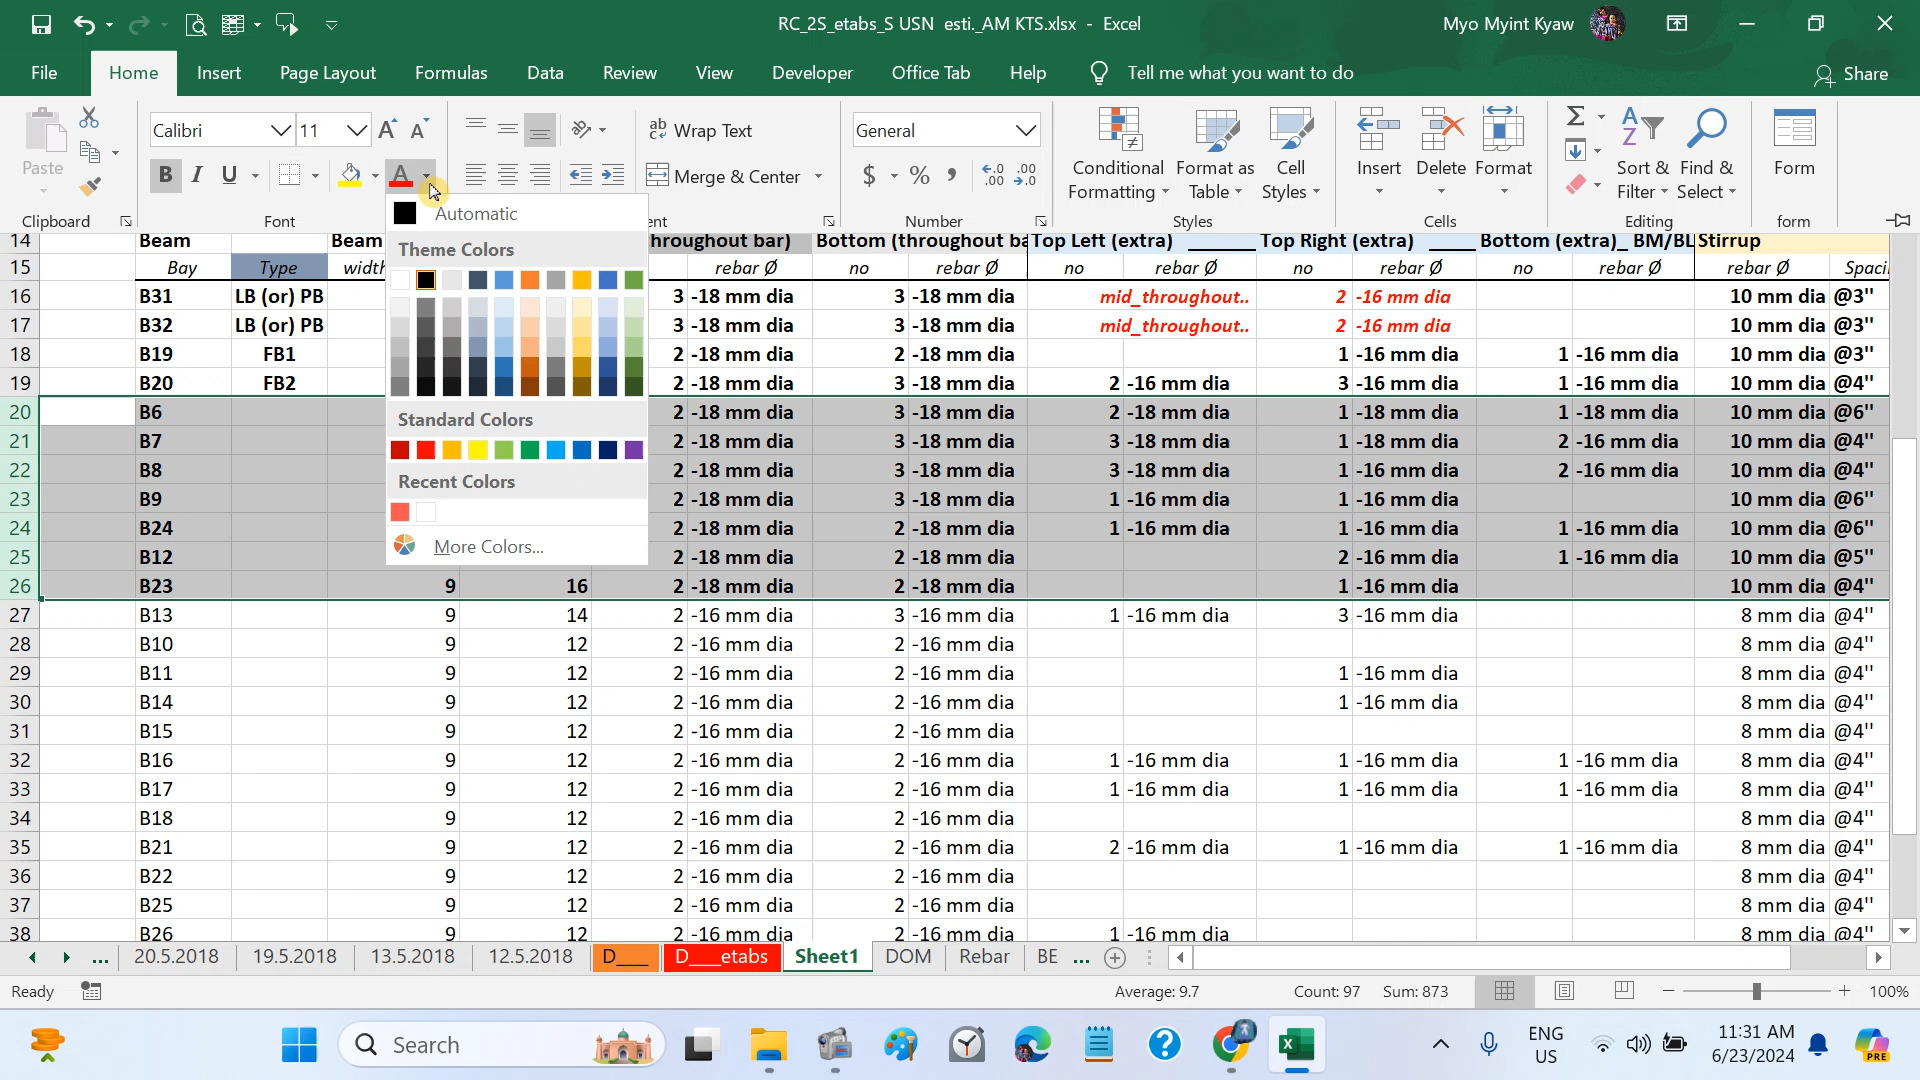 RC_2S_etabs_S USN esti._AM KTS.xlsx - Excel
Myo Myint Kyaw
File Home Insert Page Layout Formulas Data Review View Developer Office Tab Help Tell me what you want to do Share
Paste
Calibri 11
Wrap Text
General
Conditional Formatting
Format as Table
Cell Styles
Insert Delete Format
Sort & Filter
Find & Select
Form
B I U A
Merge & Center
$ % ,
Clipboard Font Number Styles Cells Editing form
Automatic
Theme Colors
Standard Colors
Recent Colors
More Colors...
14 Beam Beam hroughout bar) Bottom (throughout ba Top Left (extra) ______ Top Right (extra) ____ Bottom (extra)_ BM/BL Stirrup
15 Bay Type width rebar Ø no rebar Ø no rebar Ø no rebar Ø no rebar Ø rebar Ø Spaci
16 B31 LB (or) PB 3 -18 mm dia 3 -18 mm dia mid_throughout.. 2 -16 mm dia 10 mm dia @3"
17 B32 LB (or) PB 3 -18 mm dia 3 -18 mm dia mid_throughout.. 2 -16 mm dia 10 mm dia @3"
18 B19 FB1 2 -18 mm dia 2 -18 mm dia 1 -16 mm dia 1 -16 mm dia 10 mm dia @3"
19 B20 FB2 2 -18 mm dia 3 -18 mm dia 2 -16 mm dia 3 -16 mm dia 1 -16 mm dia 10 mm dia @4"
20 B6 2 -18 mm dia 3 -18 mm dia 2 -18 mm dia 1 -18 mm dia 1 -18 mm dia 10 mm dia @6"
21 B7 2 -18 mm dia 3 -18 mm dia 3 -18 mm dia 1 -18 mm dia 2 -16 mm dia 10 mm dia @4"
22 B8 2 -18 mm dia 3 -18 mm dia 3 -18 mm dia 1 -16 mm dia 2 -16 mm dia 10 mm dia @4"
23 B9 2 -18 mm dia 3 -18 mm dia 1 -16 mm dia 1 -16 mm dia 10 mm dia @6"
24 B24 2 -18 mm dia 2 -18 mm dia 1 -16 mm dia 1 -16 mm dia 1 -16 mm dia 10 mm dia @6"
25 B12 2 -18 mm dia 2 -18 mm dia 2 -16 mm dia 1 -16 mm dia 10 mm dia @5"
26 B23 9 16 2 -18 mm dia 2 -18 mm dia 1 -16 mm dia 10 mm dia @4"
27 B13 9 14 2 -16 mm dia 3 -16 mm dia 1 -16 mm dia 3 -16 mm dia 8 mm dia @4"
28 B10 9 12 2 -16 mm dia 2 -16 mm dia 8 mm dia @4"
29 B11 9 12 2 -16 mm dia 2 -16 mm dia 1 -16 mm dia 8 mm dia @4"
30 B14 9 12 2 -16 mm dia 2 -16 mm dia 1 -16 mm dia 8 mm dia @4"
31 B15 9 12 2 -16 mm dia 2 -16 mm dia 8 mm dia @4"
32 B16 9 12 2 -16 mm dia 2 -16 mm dia 1 -16 mm dia 1 -16 mm dia 1 -16 mm dia 8 mm dia @4"
33 B17 9 12 2 -16 mm dia 2 -16 mm dia 1 -16 mm dia 1 -16 mm dia 1 -16 mm dia 8 mm dia @4"
34 B18 9 12 2 -16 mm dia 2 -16 mm dia 8 mm dia @4"
35 B21 9 12 2 -16 mm dia 2 -16 mm dia 2 -16 mm dia 1 -16 mm dia 1 -16 mm dia 8 mm dia @4"
36 B22 9 12 2 -16 mm dia 2 -16 mm dia 8 mm dia @4"
37 B25 9 12 2 -16 mm dia 2 -16 mm dia 8 mm dia @4"
38 B26 9 12 2 -16 mm dia 2 -16 mm dia 1 -16 mm dia 8 mm dia @4"
... 20.5.2018 19.5.2018 13.5.2018 12.5.2018 D____ D____etabs Sheet1 DOM Rebar BE ...
Ready Average: 9.7 Count: 97 Sum: 873 100%
Search ENG US 11:31 AM 6/23/2024 PRE